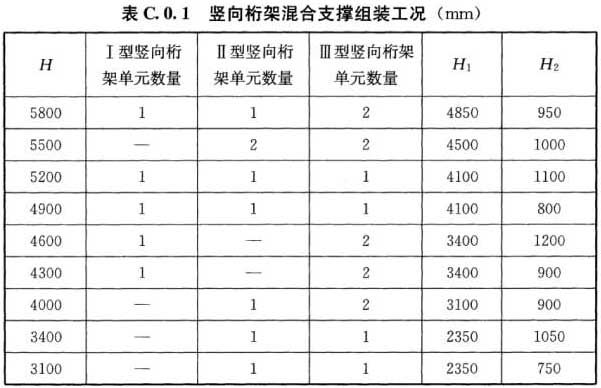 表 C. 0. 1 竖向桁架混合支撑组装工况（mm）
H Ⅰ型竖向桁架单元数量 Ⅱ型竖向桁架单元数量 Ⅲ型竖向桁架单元数量 H1 H2
5800 1 1 2 4850 950
5500 — 2 2 4500 1000
5200 1 1 1 4100 1100
4900 1 1 1 4100 800
4600 1 — 2 3400 1200
4300 1 — 2 3400 900
4000 — 1 2 3100 900
3400 — 1 1 2350 1050
3100 — 1 1 2350 750